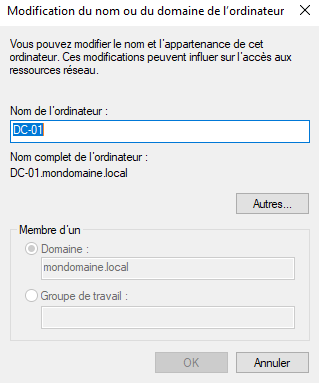 Modification du nom ou du domaine de l'ordinateur
Vous pouvez modifier le nom et l'appartenance de cet
ordinateur. Ces modifications peuvent influer sur l'accès aux
ressources réseau.
Nom de l'ordinateur :
DC-01
Nom complet de l'ordinateur :
DC-01.mondomaine.local
Autres...
Membre d'un
Domaine :
mondomaine.local
Groupe de travail :
OK
Annuler